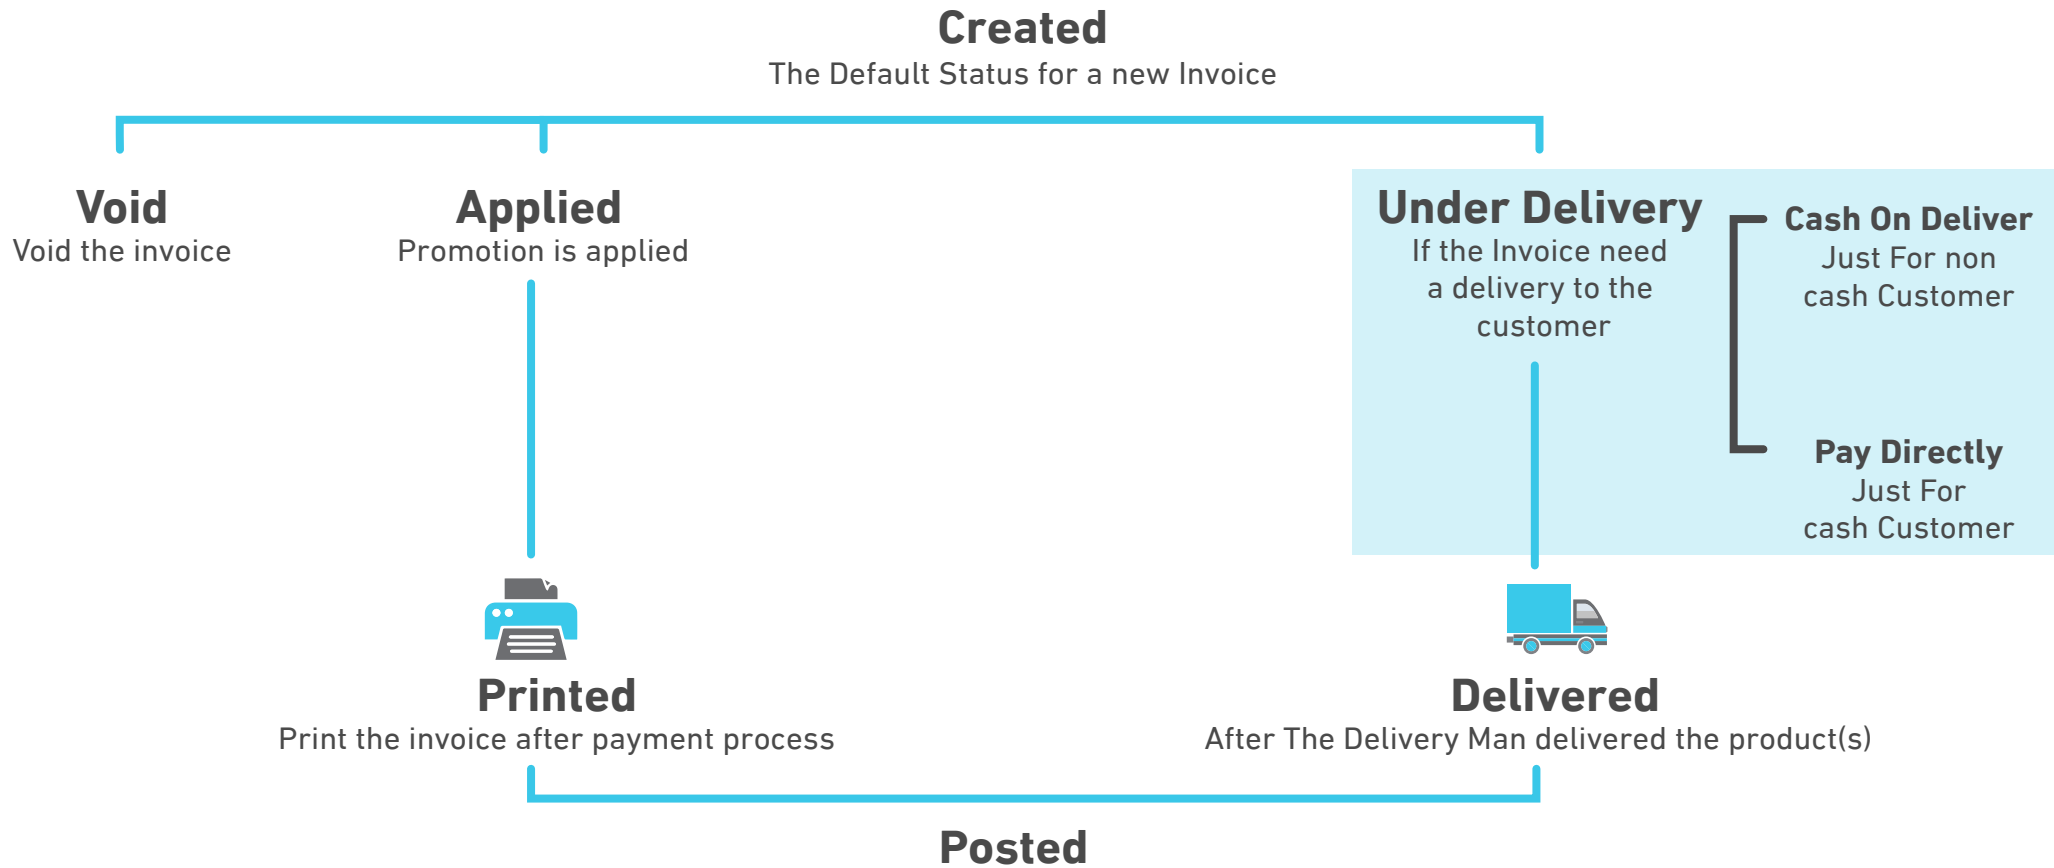 Created
The Default Status for a new Invoice
Void
Void the invoice
Applied
Promotion is applied
Under Delivery
If the Invoice need
a delivery to the
customer
Cash On Deliver
Just For non
cash Customer
Pay Directly
Just For
cash Customer
Printed
Print the invoice after payment process
Delivered
After The Delivery Man delivered the product(s)
Posted